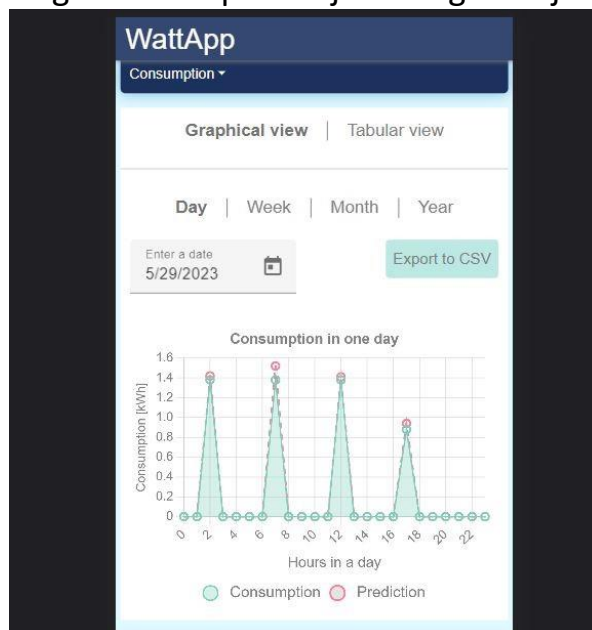 WattApp
Consumption
Graphical view | Tabular view
Day | Week | Month | Year
Enter a date
5/29/2023
Export to CSV
Consumption in one day
Consumption [kWh]
1.6
1.4
1.2
1.0
0.8
0.6
0.4
0.2
0
0 2 4 6 8 10 12 14 16 18 20 22
Hours in a day
Consumption Prediction